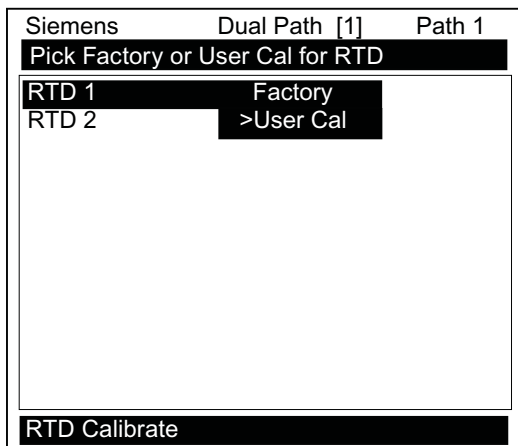 Siemens Dual Path [1] Path 1
Pick Factory or User Cal for RTD
RTD 1 Factory
RTD 2 >User Cal
RTD Calibrate